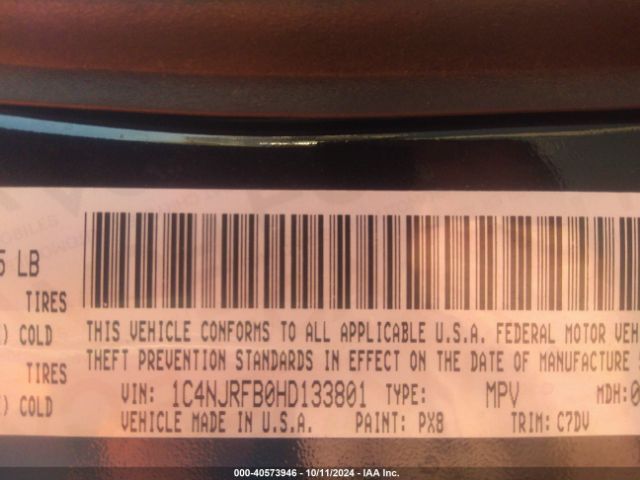 5 LB
TIRES
) COLD
TIRES
) COLD
THIS VEHICLE CONFORMS TO ALL APPLICABLE U.S.A. FEDERAL MOTOR VEH
THEFT PREVENTION STANDARDS IN EFFECT ON THE DATE OF MANUFACTURE
VIN: 1C4NJRFB0HD133801 TYPE: MPV MDH:0
VEHICLE MADE IN U.S.A. PAINT: PX8 TRIM: C7DV
000-40573946 - 10/11/2024 - IAA Inc.